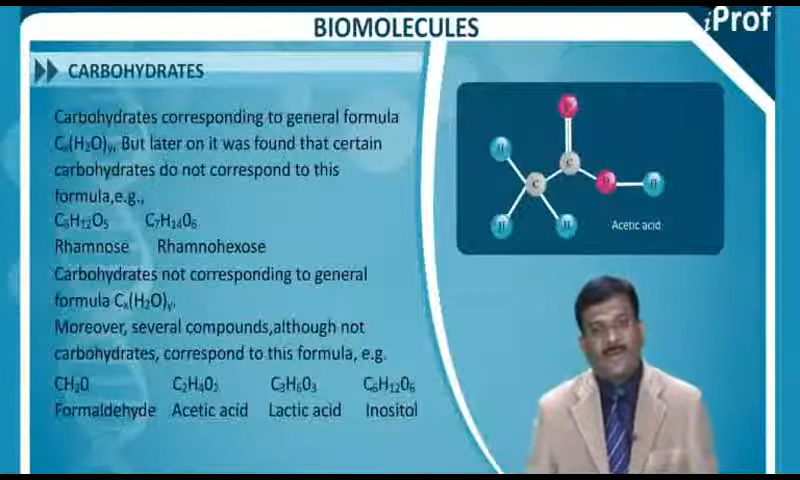 BIOMOLECULES
iProf
CARBOHYDRATES
Carbohydrates corresponding to general formula
Cₓ(H₂O)ᵧ. But later on it was found that certain
carbohydrates do not correspond to this
formula,e.g.,
C₆H₁₂O₅ C₇H₁₄O₆
Rhamnose Rhamnohexose
Carbohydrates not corresponding to general
formula Cₓ(H₂O)ᵧ.
Moreover, several compounds,although not
carbohydrates, correspond to this formula, e.g.
CH₂O C₂H₄O₂ C₃H₆O₃ C₆H₁₂O₆
Formaldehyde Acetic acid Lactic acid Inositol
H
C
C
H
H
H
Acetic acid